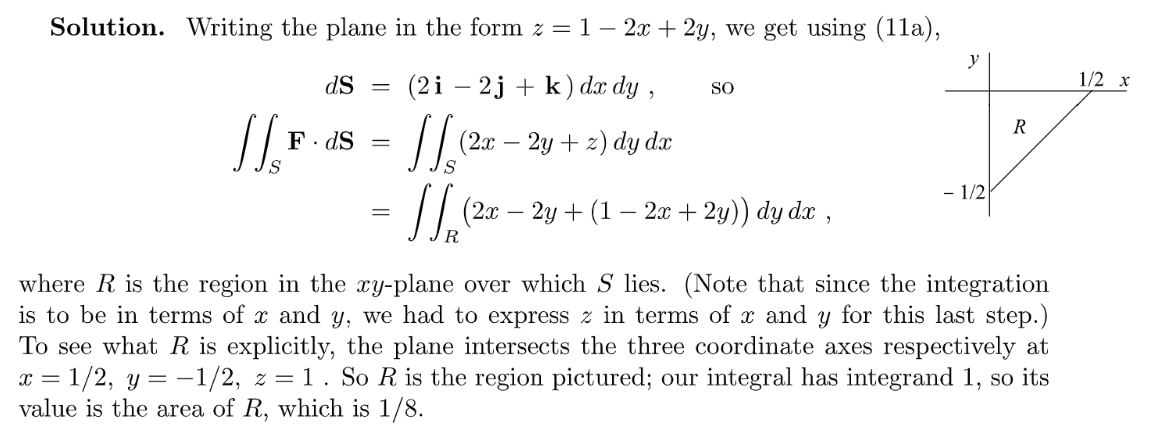 Solution. Writing the plane in the form z = 1 − 2x + 2y, we get using (11a),
dS = (2 i − 2 j + k ) dx dy , so
∬_S F · dS = ∬_S (2x − 2y + z) dy dx
= ∬_R (2x − 2y + (1 − 2x + 2y)) dy dx ,
y
1/2 x
R
− 1/2
where R is the region in the xy-plane over which S lies. (Note that since the integration
is to be in terms of x and y, we had to express z in terms of x and y for this last step.)
To see what R is explicitly, the plane intersects the three coordinate axes respectively at
x = 1/2, y = −1/2, z = 1 . So R is the region pictured; our integral has integrand 1, so its
value is the area of R, which is 1/8.